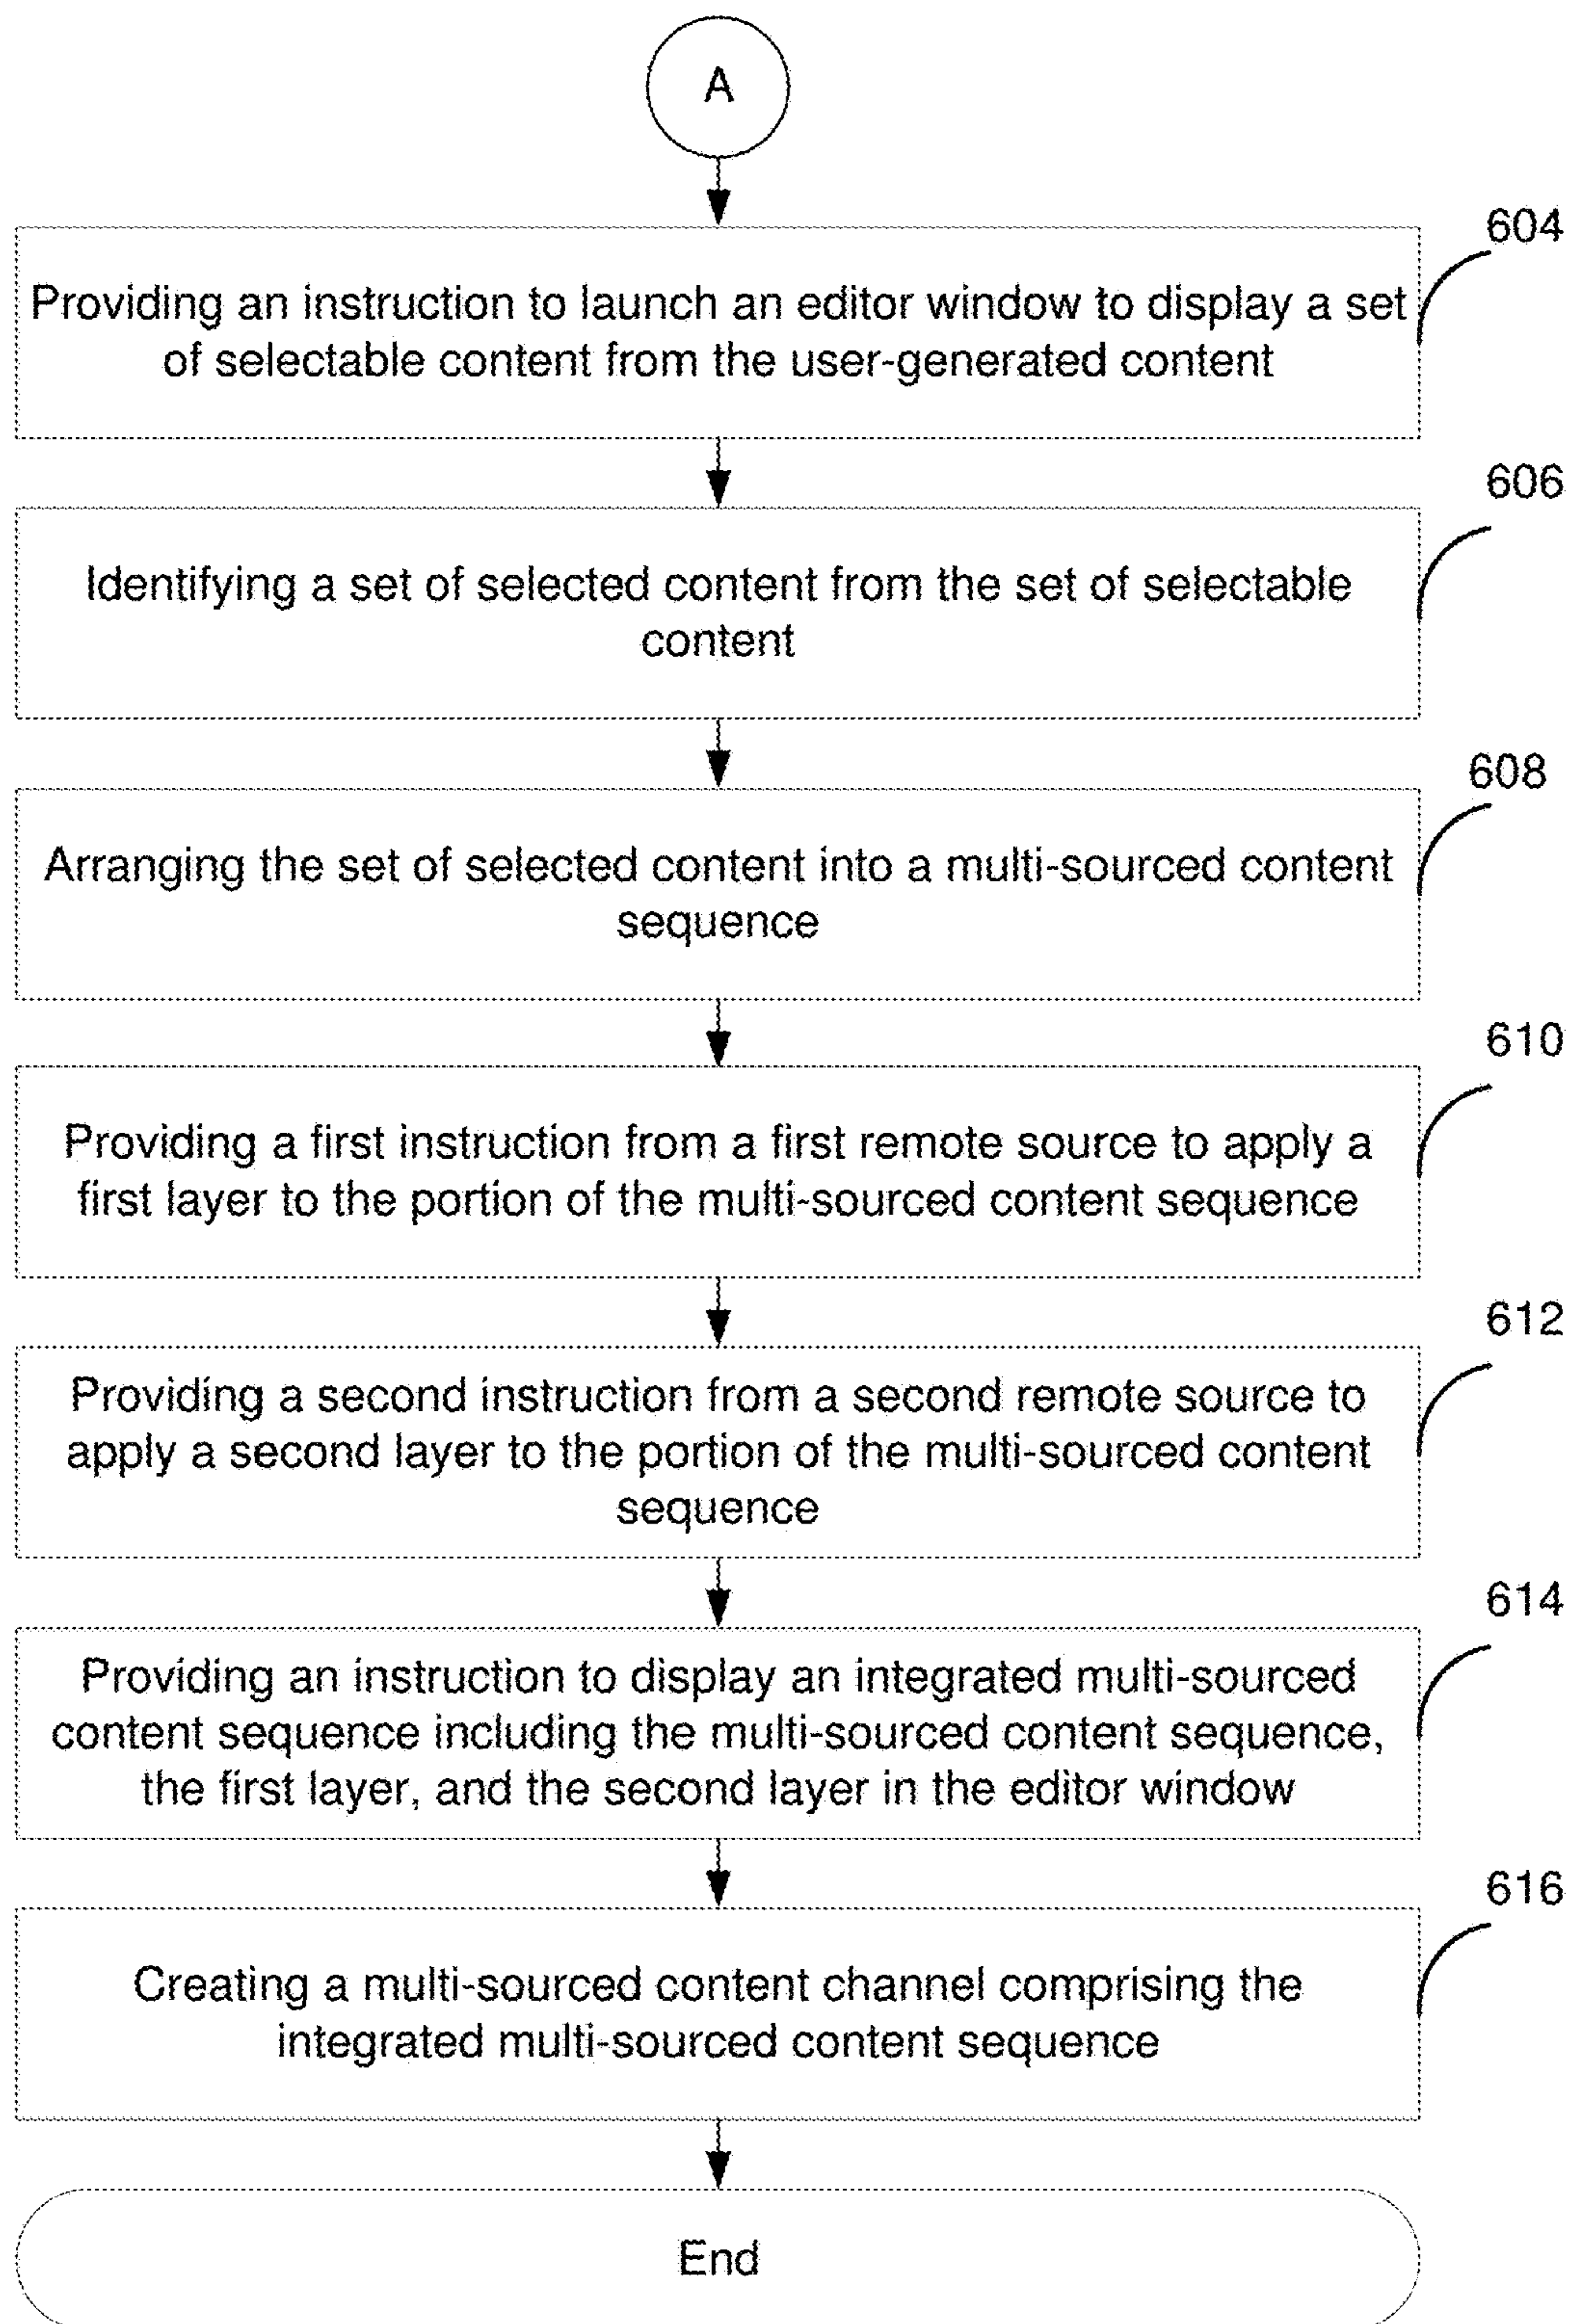 A
604
Providing an instruction to launch an editor window to display a set
of selectable content from the user-generated content
606
Identifying a set of selected content from the set of selectable
content
608
Arranging the set of selected content into a multi-sourced content
sequence
610
Providing a first instruction from a first remote source to apply a
first layer to the portion of the multi-sourced content sequence
612
Providing a second instruction from a second remote source to
apply a second layer to the portion of the multi-sourced content
sequence
614
Providing an instruction to display an integrated multi-sourced
content sequence including the multi-sourced content sequence,
the first layer, and the second layer in the editor window
616
Creating a multi-sourced content channel comprising the
integrated multi-sourced content sequence
End